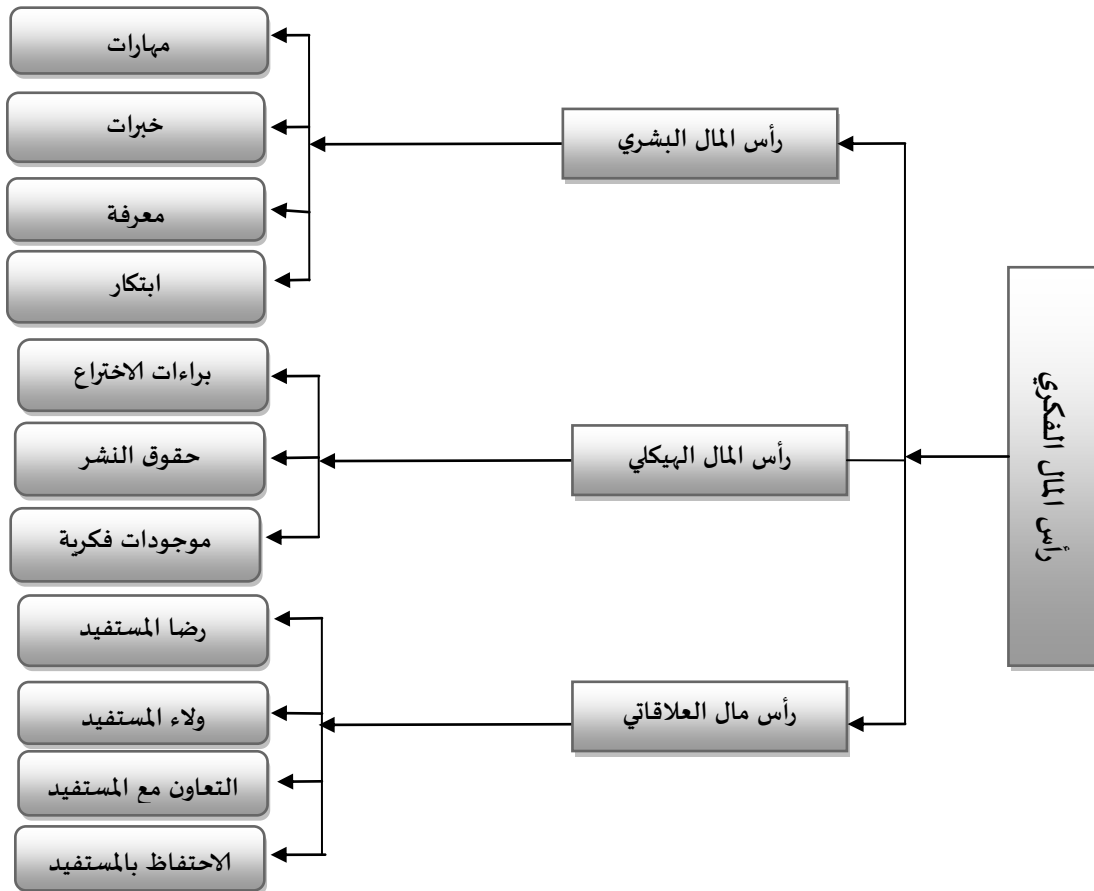 رأس المال الفكري
رأس المال البشري
مهارات
خبرات
معرفة
ابتكار
رأس المال الهيكلي
براءات الاختراع
حقوق النشر
موجودات فكرية
رأس مال العلاقاتي
رضا المستفيد
ولاء المستفيد
التعاون مع المستفيد
الاحتفاظ بالمستفيد